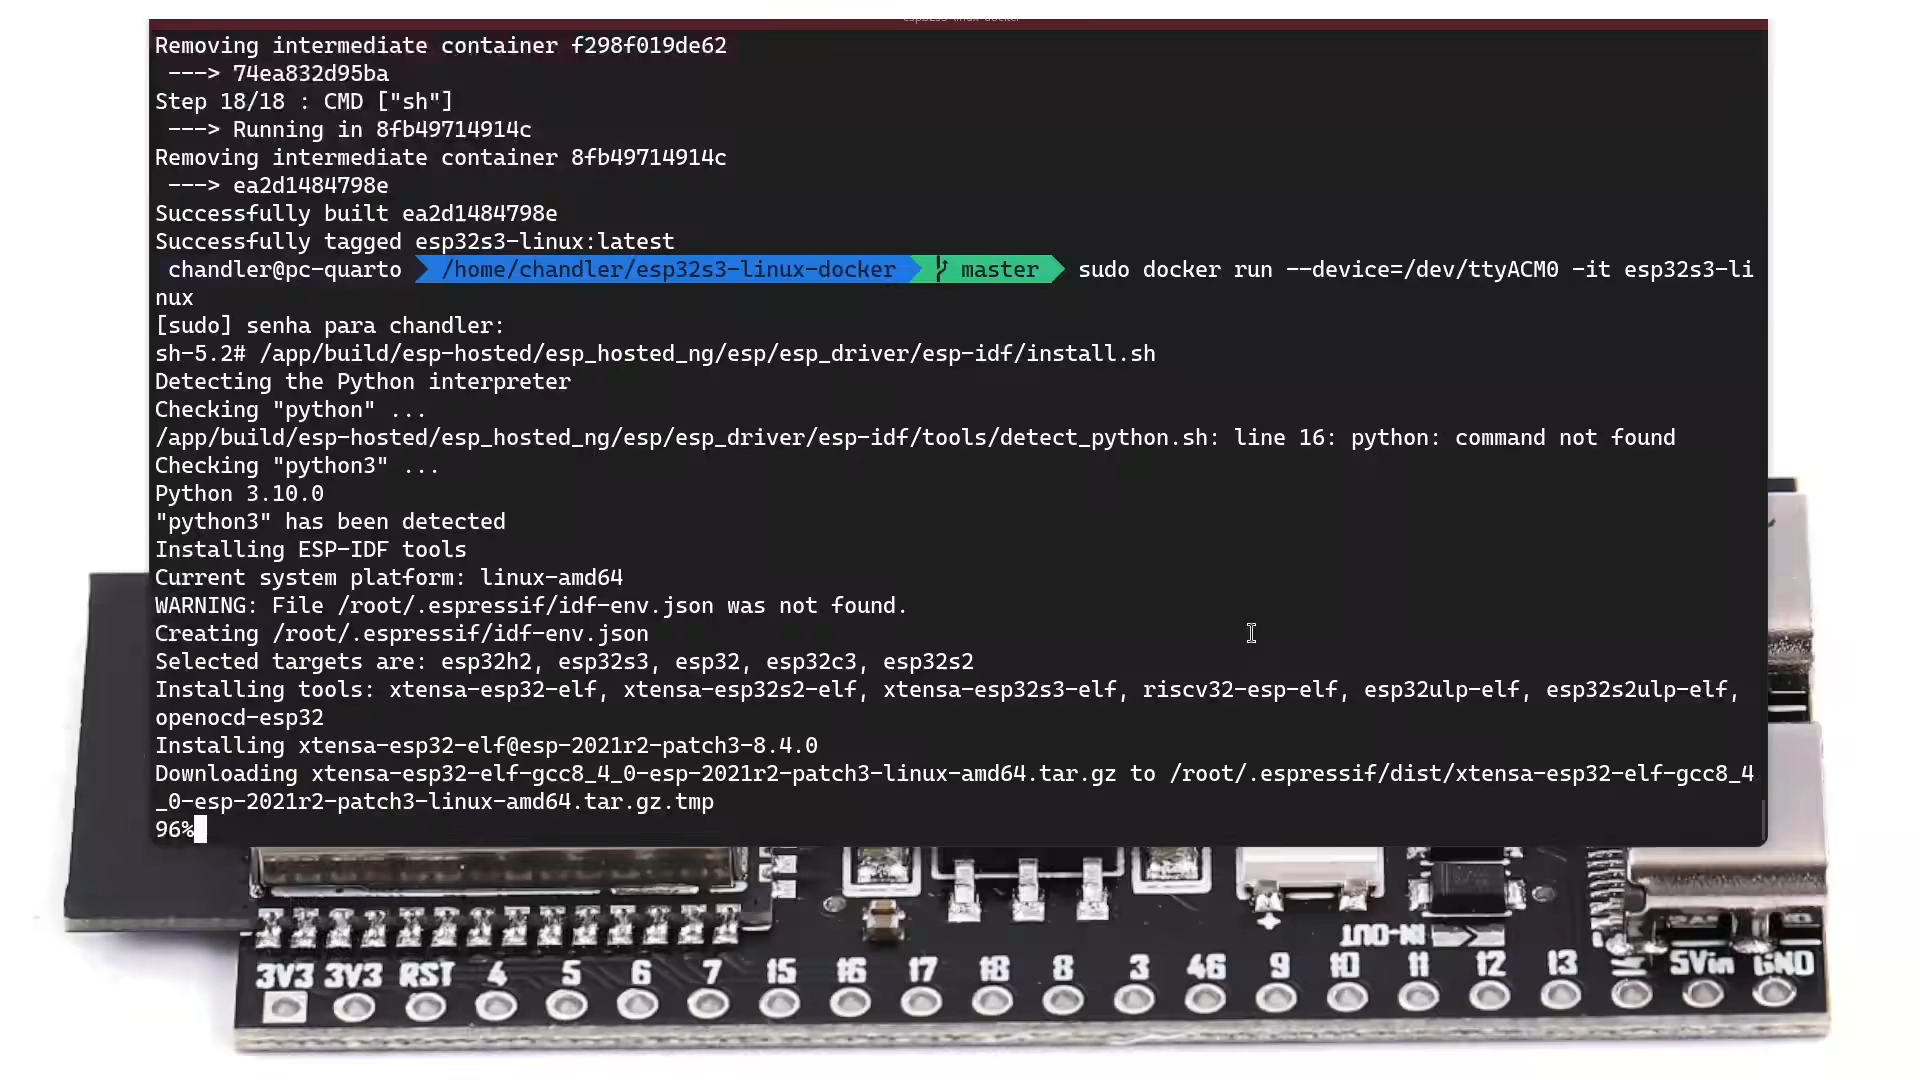 Removing intermediate container f298f019de62
---> 74ea832d95ba
Step 18/18 : CMD ["sh"]
---> Running in 8fb49714914c
Removing intermediate container 8fb49714914c
---> ea2d1484798e
Successfully built ea2d1484798e
Successfully tagged esp32s3-linux:latest
chandler@pc-quarto /home/chandler/esp32s3-linux-docker master sudo docker run --device=/dev/ttyACM0 -it esp32s3-li
nux
[sudo] senha para chandler:
sh-5.2# /app/build/esp-hosted/esp_hosted_ng/esp/esp_driver/esp-idf/install.sh
Detecting the Python interpreter
Checking "python" ...
/app/build/esp-hosted/esp_hosted_ng/esp/esp_driver/esp-idf/tools/detect_python.sh: line 16: python: command not found
Checking "python3" ...
Python 3.10.0
"python3" has been detected
Installing ESP-IDF tools
Current system platform: linux-amd64
WARNING: File /root/.espressif/idf-env.json was not found.
Creating /root/.espressif/idf-env.json
Selected targets are: esp32h2, esp32s3, esp32, esp32c3, esp32s2
Installing tools: xtensa-esp32-elf, xtensa-esp32s2-elf, xtensa-esp32s3-elf, riscv32-esp-elf, esp32ulp-elf, esp32s2ulp-elf,
openocd-esp32
Installing xtensa-esp32-elf@esp-2021r2-patch3-8.4.0
Downloading xtensa-esp32-elf-gcc8_4_0-esp-2021r2-patch3-linux-amd64.tar.gz to /root/.espressif/dist/xtensa-esp32-elf-gcc8_4
_0-esp-2021r2-patch3-linux-amd64.tar.gz.tmp
96%
IN-OUT
3V3 3V3 RST 4 5 6 7 15 16 17 18 8 3 46 9 10 11 12 13 14 5Vin GND